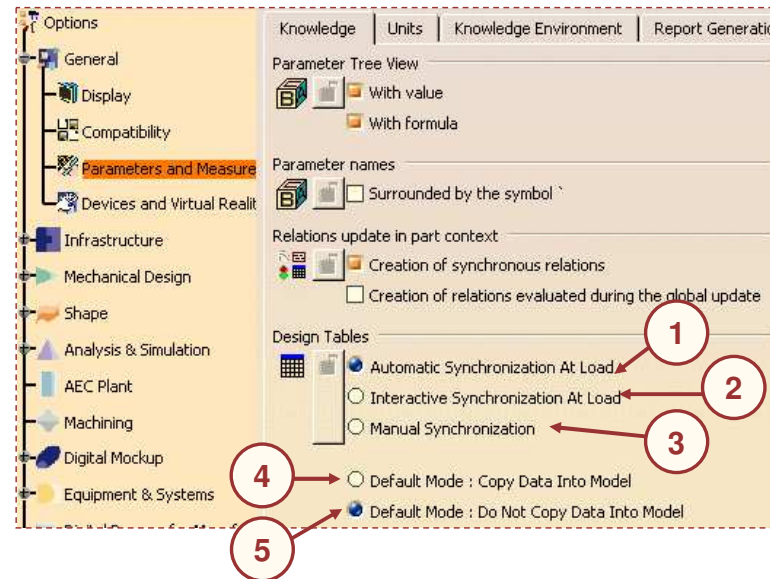 Options
General
Display
Compatibility
Parameters and Measure
Devices and Virtual Realit
Infrastructure
Mechanical Design
Shape
Analysis & Simulation
AEC Plant
Machining
Digital Mockup
Equipment & Systems
Knowledge Units Knowledge Environment Report Generatio
Parameter Tree View
With value
With formula
Parameter names
Surrounded by the symbol `
Relations update in part context
Creation of synchronous relations
Creation of relations evaluated during the global update
Design Tables
Automatic Synchronization At Load
Interactive Synchronization At Load
Manual Synchronization
Default Mode : Copy Data Into Model
Default Mode : Do Not Copy Data Into Model
1
2
3
4
5